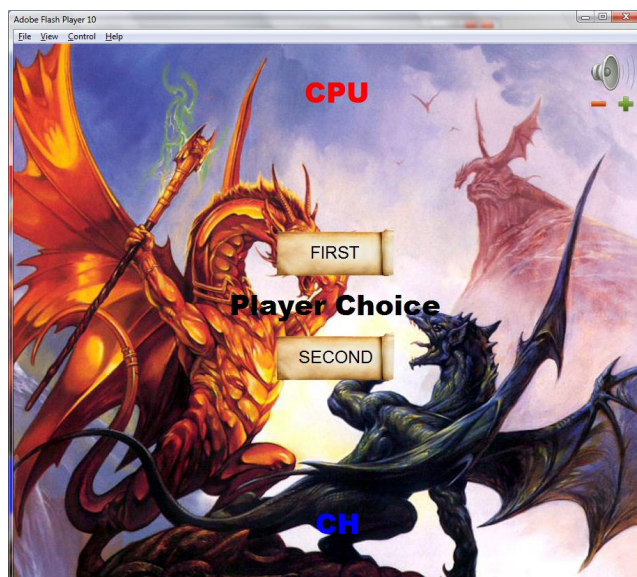 Adobe Flash Player 10
File View Control Help
CPU
FIRST
Player Choice
SECOND
CH